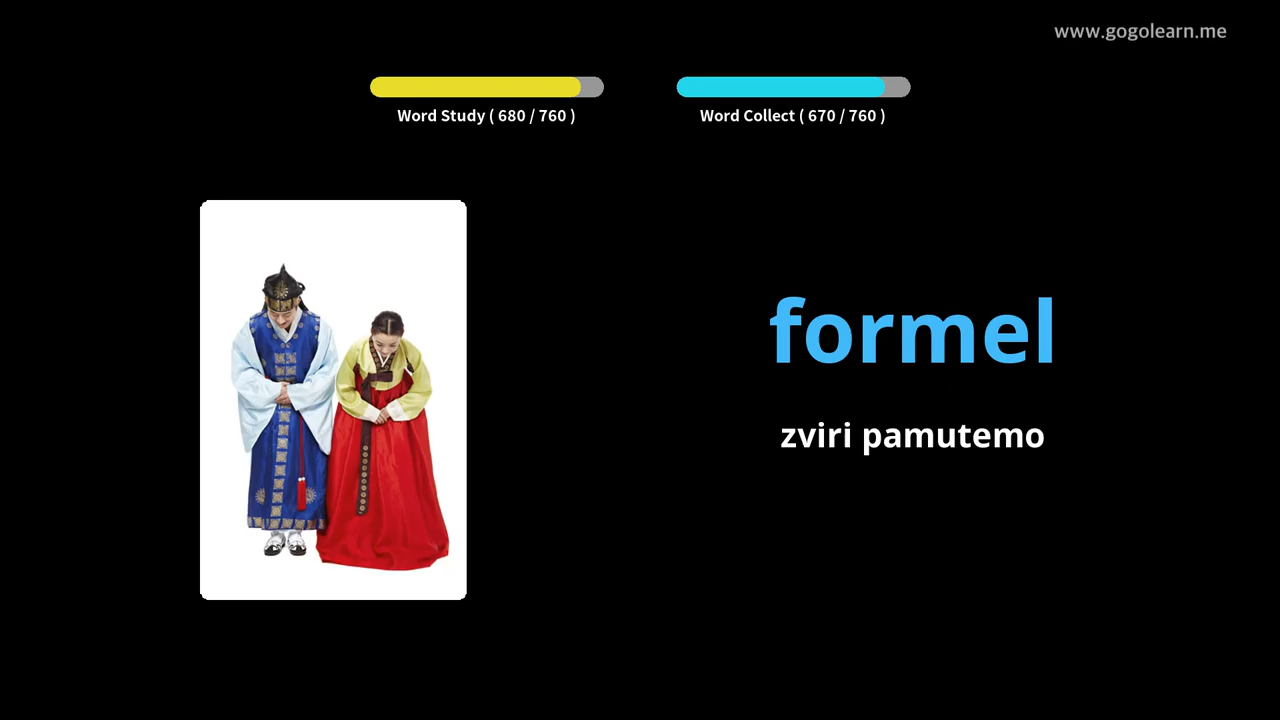 www.gogolearn.me
Word Study ( 680 / 760 )
Word Collect ( 670 / 760 )
formel
zviri pamutemo